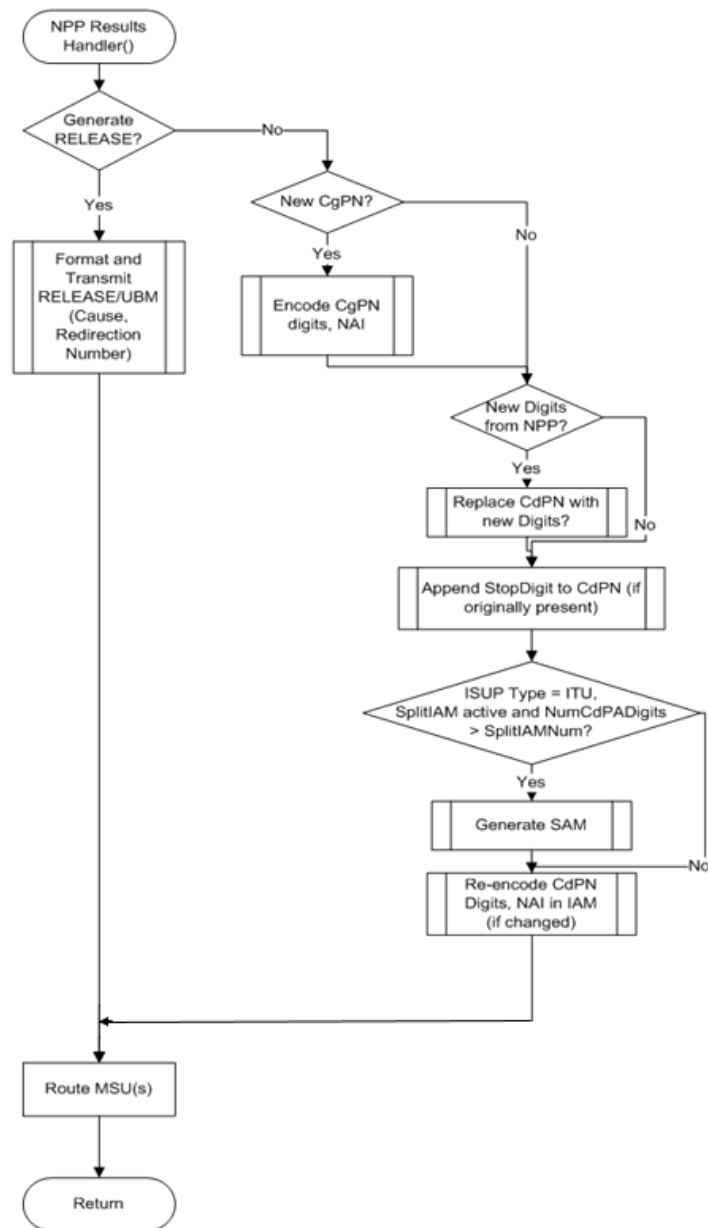 NPP Results
Handler()
Generate
RELEASE?
No
Yes
New CgPN?
No
Yes
Format and
Transmit
RELEASE/UBM
(Cause,
Redirection
Number)
Encode CgPN
digits, NAI
New Digits
from NPP?
Yes
No
Replace CdPN with
new Digits?
Append StopDigit to CdPN (if
originally present)
ISUP Type = ITU,
SplitIAM active and NumCdPADigits
> SplitIAMNum?
Yes
Generate SAM
No
Re-encode CdPN
Digits, NAI in IAM
(if changed)
Route MSU(s)
Return